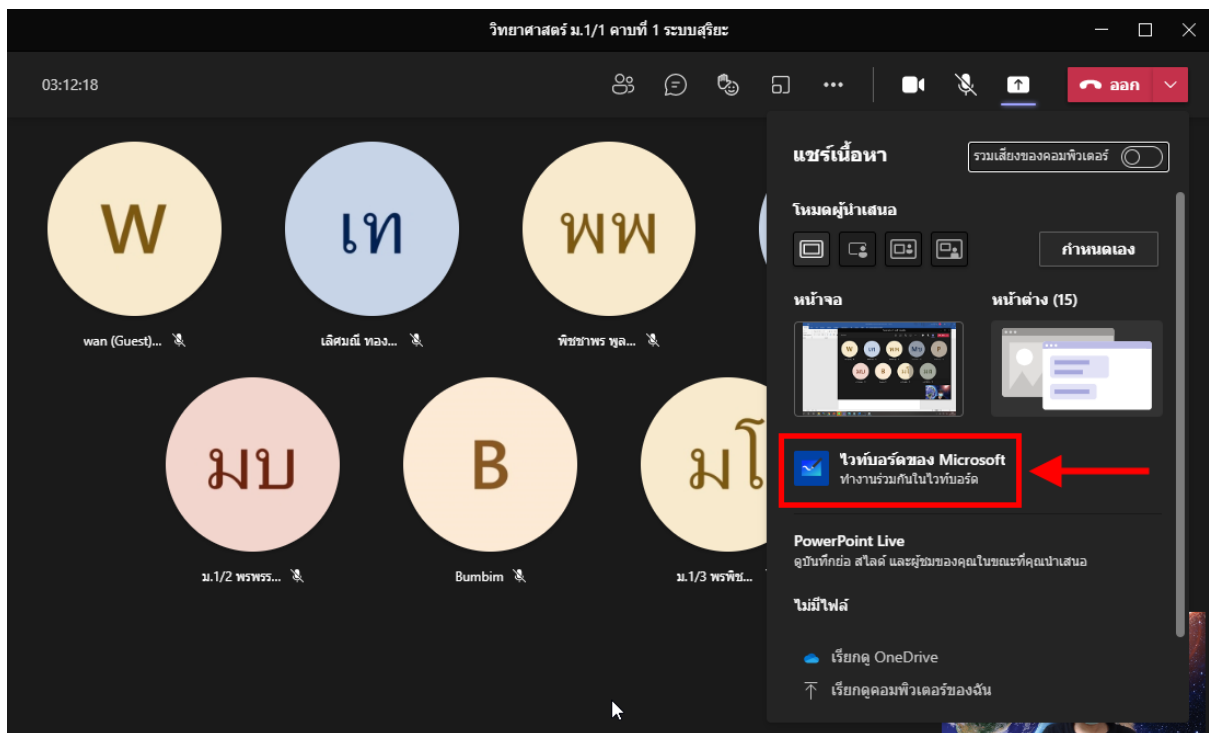 วิทยาศาสตร์ ม.1/1 คาบที่ 1 ระบบสุริยะ
03:12:18
ออก
แชร์เนื้อหา
รวมเสียงของคอมพิวเตอร์
โหมดผู้นำเสนอ
กำหนดเอง
หน้าจอ
หน้าต่าง (15)
W
เท
พพ
wan (Guest)...
เลิศมณี ทอง...
พิชชาพร พูล...
ไวท์บอร์ดของ Microsoft
ทำงานร่วมกันในไวท์บอร์ด
มบ
B
มโ
ม.1/2 พรพรร...
Bumbim
ม.1/3 พรพิช...
PowerPoint Live
ดูบันทึกย่อ สไลด์ และผู้ชมของคุณในขณะที่คุณนำเสนอ
ไม่มีไฟล์
เรียกดู OneDrive
เรียกดูคอมพิวเตอร์ของฉัน